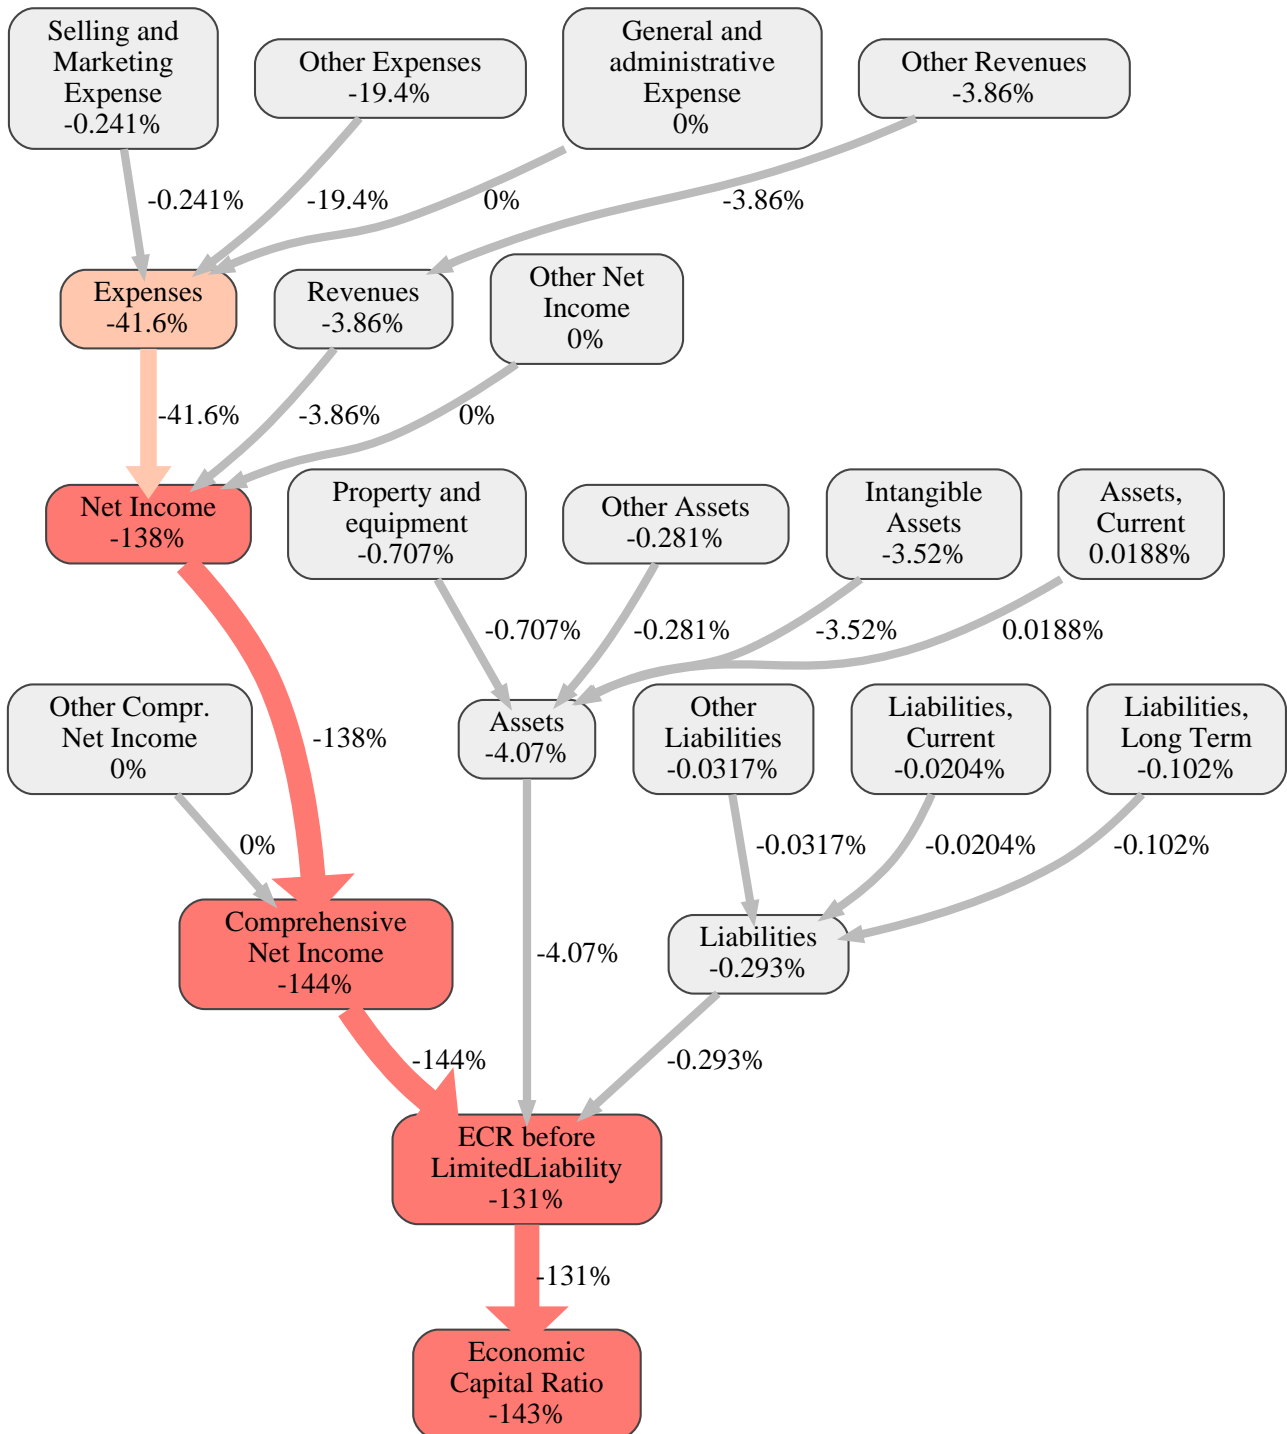 Selling and
Marketing
Expense
-0.241%
Other Expenses
-19.4%
General and
administrative
Expense
0%
Other Revenues
-3.86%
-0.241%
-19.4%
0%
-3.86%
Expenses
-41.6%
Revenues
-3.86%
Other Net
Income
0%
-41.6%
-3.86%
0%
Net Income
-138%
Property and
equipment
-0.707%
Other Assets
-0.281%
Intangible
Assets
-3.52%
Assets,
Current
0.0188%
-0.707%
-0.281%
-3.52%
0.0188%
Other Compr.
Net Income
0%
-138%
Assets
-4.07%
Other
Liabilities
-0.0317%
Liabilities,
Current
-0.0204%
Liabilities,
Long Term
-0.102%
0%
-0.0317%
-0.0204%
-0.102%
Comprehensive
Net Income
-144%
-4.07%
Liabilities
-0.293%
-144%
-0.293%
ECR before
LimitedLiability
-131%
-131%
Economic
Capital Ratio
-143%